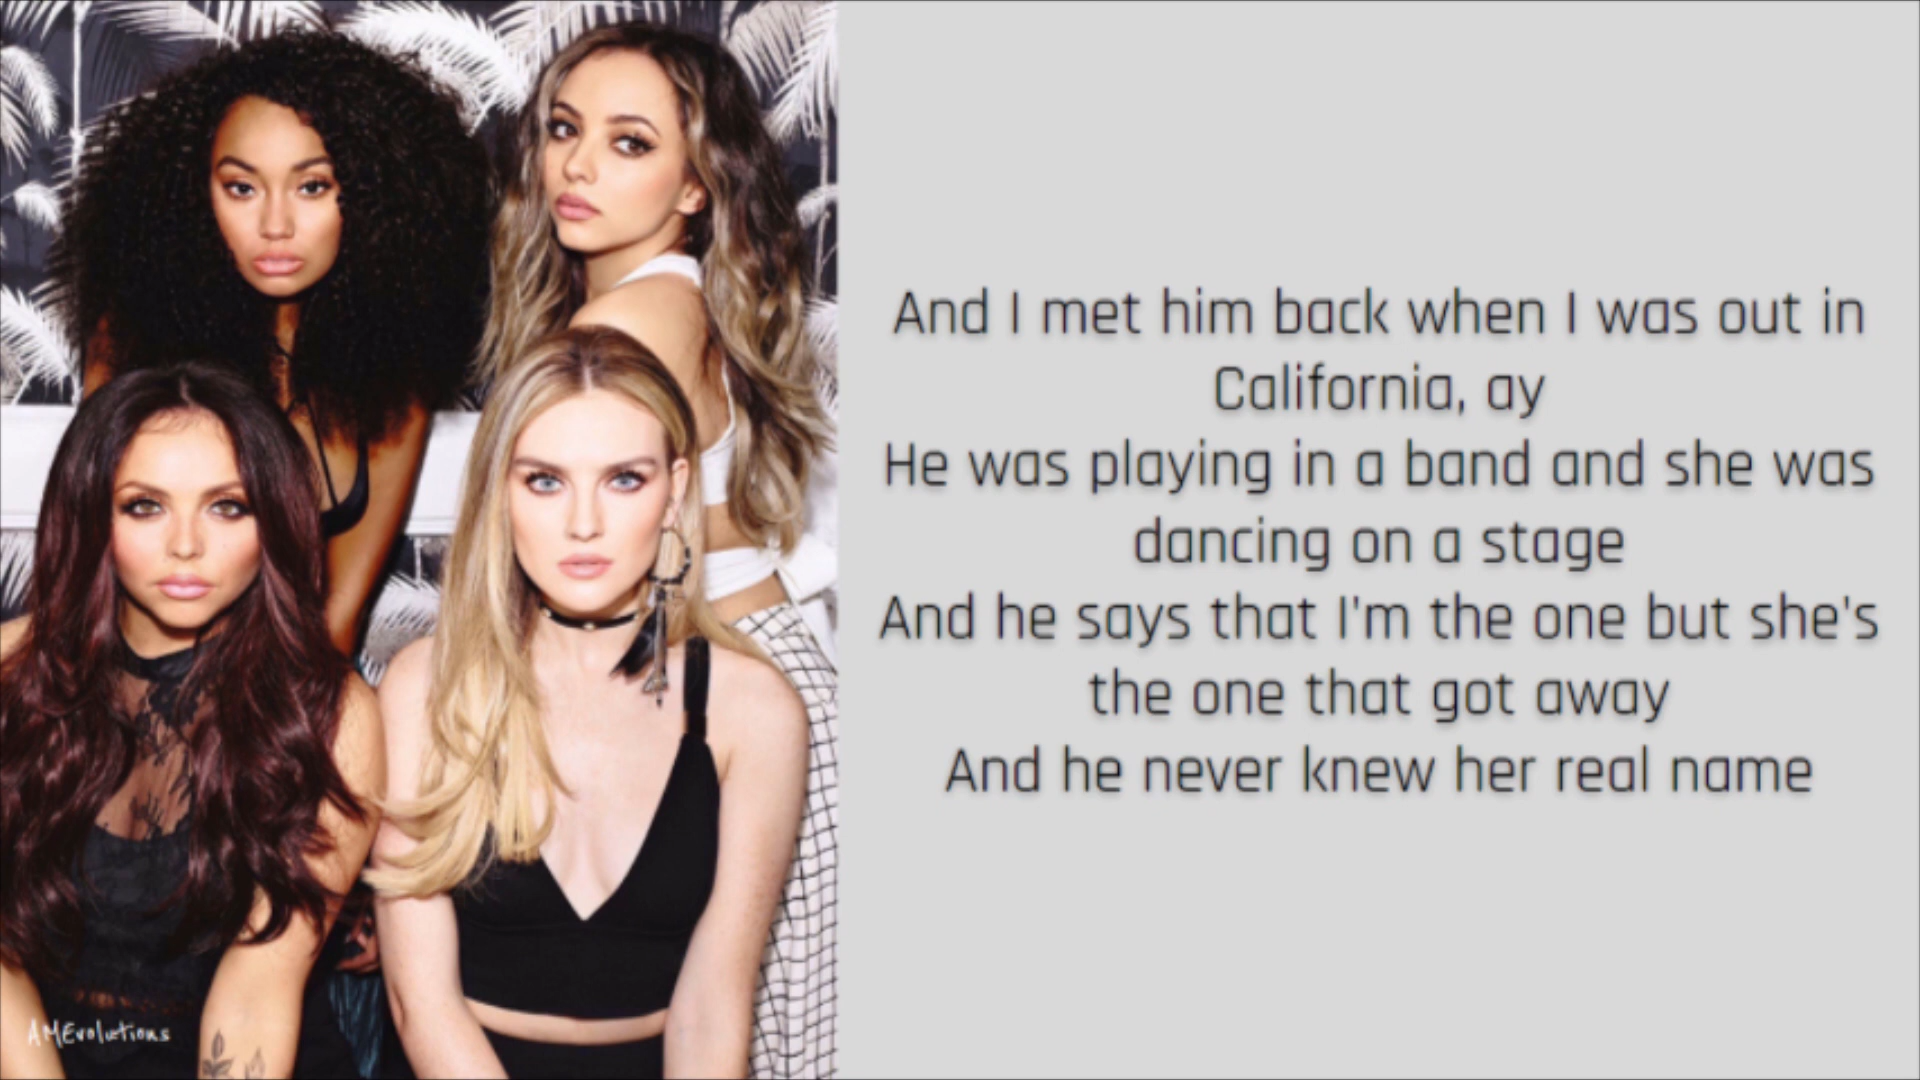 And I met him back when I was out in
California, ay
He was playing in a band and she was
dancing on a stage
And he says that I'm the one but she's
the one that got away
And he never knew her real name
AMEvolutions